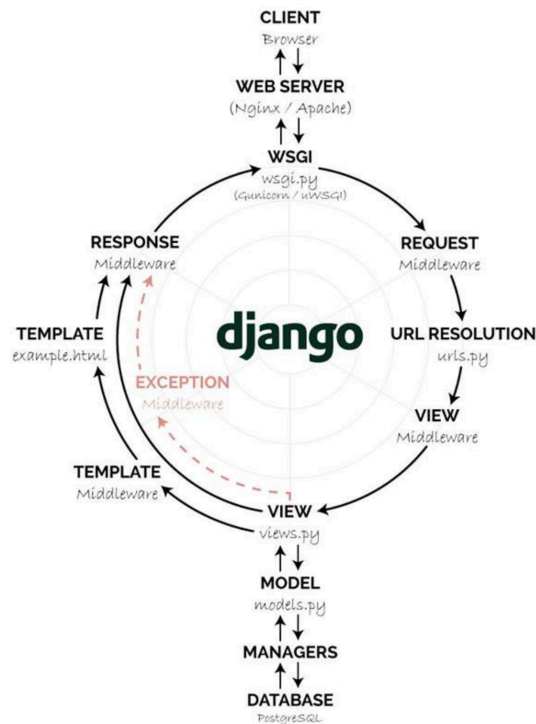 CLIENT
Browser
WEB SERVER
(Nginx / Apache)
WSGI
wsgi.py
(Gunicorn / uWSGI)
RESPONSE
Middleware
REQUEST
Middleware
TEMPLATE
example.html
django
URL RESOLUTION
urls.py
EXCEPTION
Middleware
VIEW
Middleware
TEMPLATE
Middleware
VIEW
views.py
MODEL
models.py
MANAGERS
DATABASE
PostgreSQL